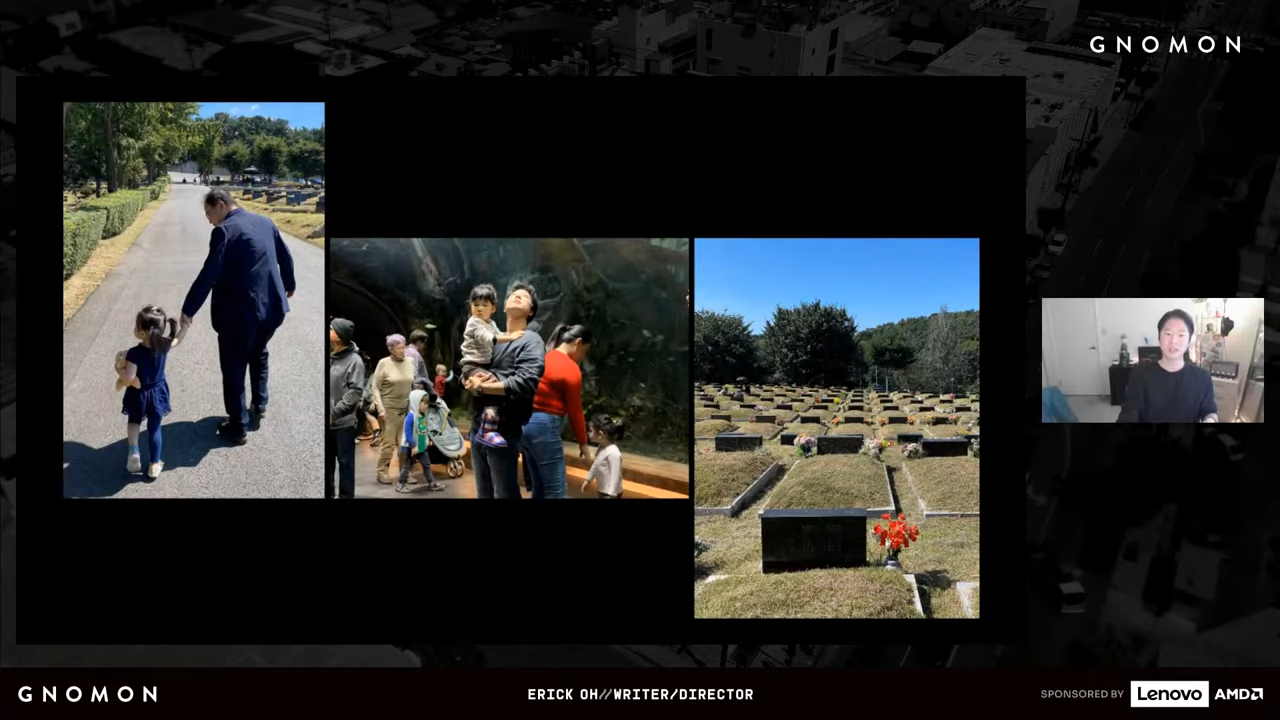 GNOMON
GNOMON
ERICK OH//WRITER/DIRECTOR
SPONSORED BY Lenovo AMD